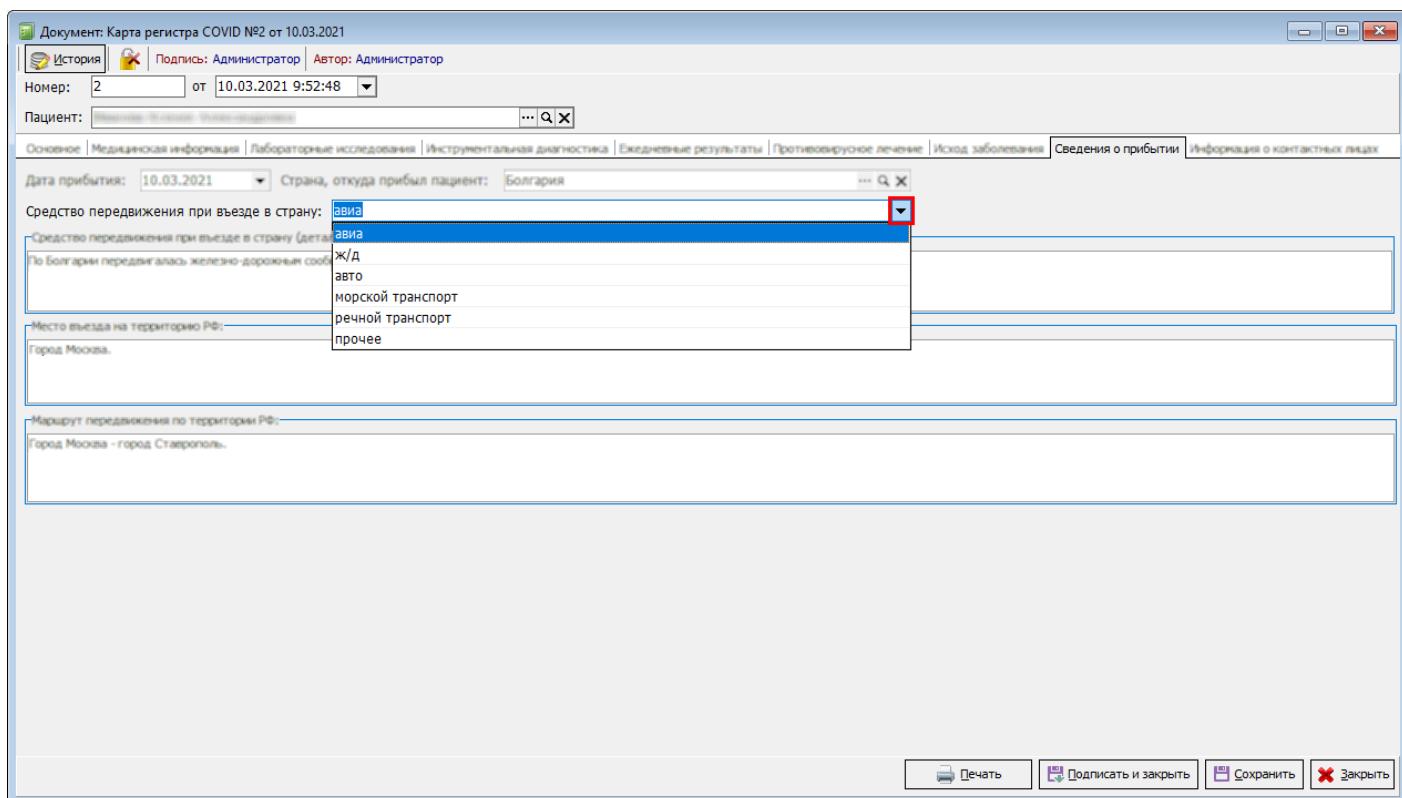 Документ: Карта регистра COVID №2 от 10.03.2021
История Подпись: Администратор Автор: Администратор
Номер: 2 от 10.03.2021 9:52:48
Пациент:
Основное Медицинская информация Лабораторные исследования Инструментальная диагностика Ежедневные результаты Противовирусное лечение Исход заболевания Сведения о прибытии Информация о контактных лицах
Дата прибытия: 10.03.2021 Страна, откуда прибыл пациент: Болгария
Средство передвижения при въезде в страну: авиа
авиа
Средство передвижения при въезде в страну
ж/д
По Болгарии передвигалась железно-дорожным
авто
морской транспорт
речной транспорт
Место въезда на территорию РФ:
прочее
Город Москва.
Маршрут передвижения по территории РФ:
Город Москва - город Ставрополь.
Печать Подписать и закрыть Сохранить Закрыть